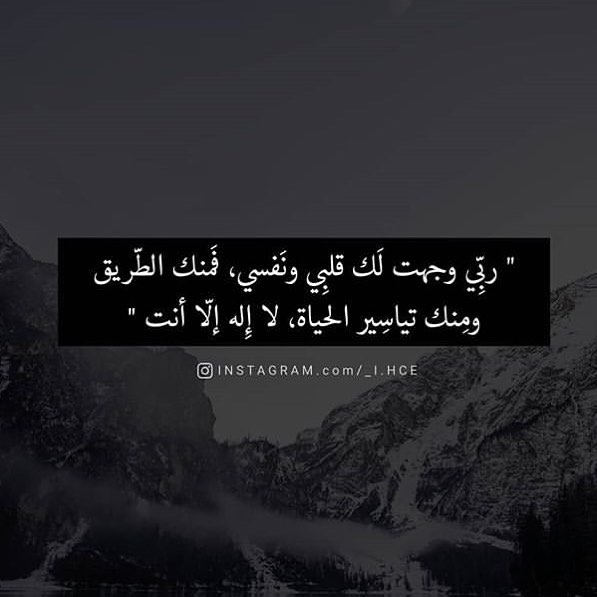 " ربِّي وجهت لَك قلبِي ونَفسي، فَمنك الطّريق
ومِنك تياسِير الحياة، لا إِله إلّا أنت "
INSTAGRAM.com/_I.HCE